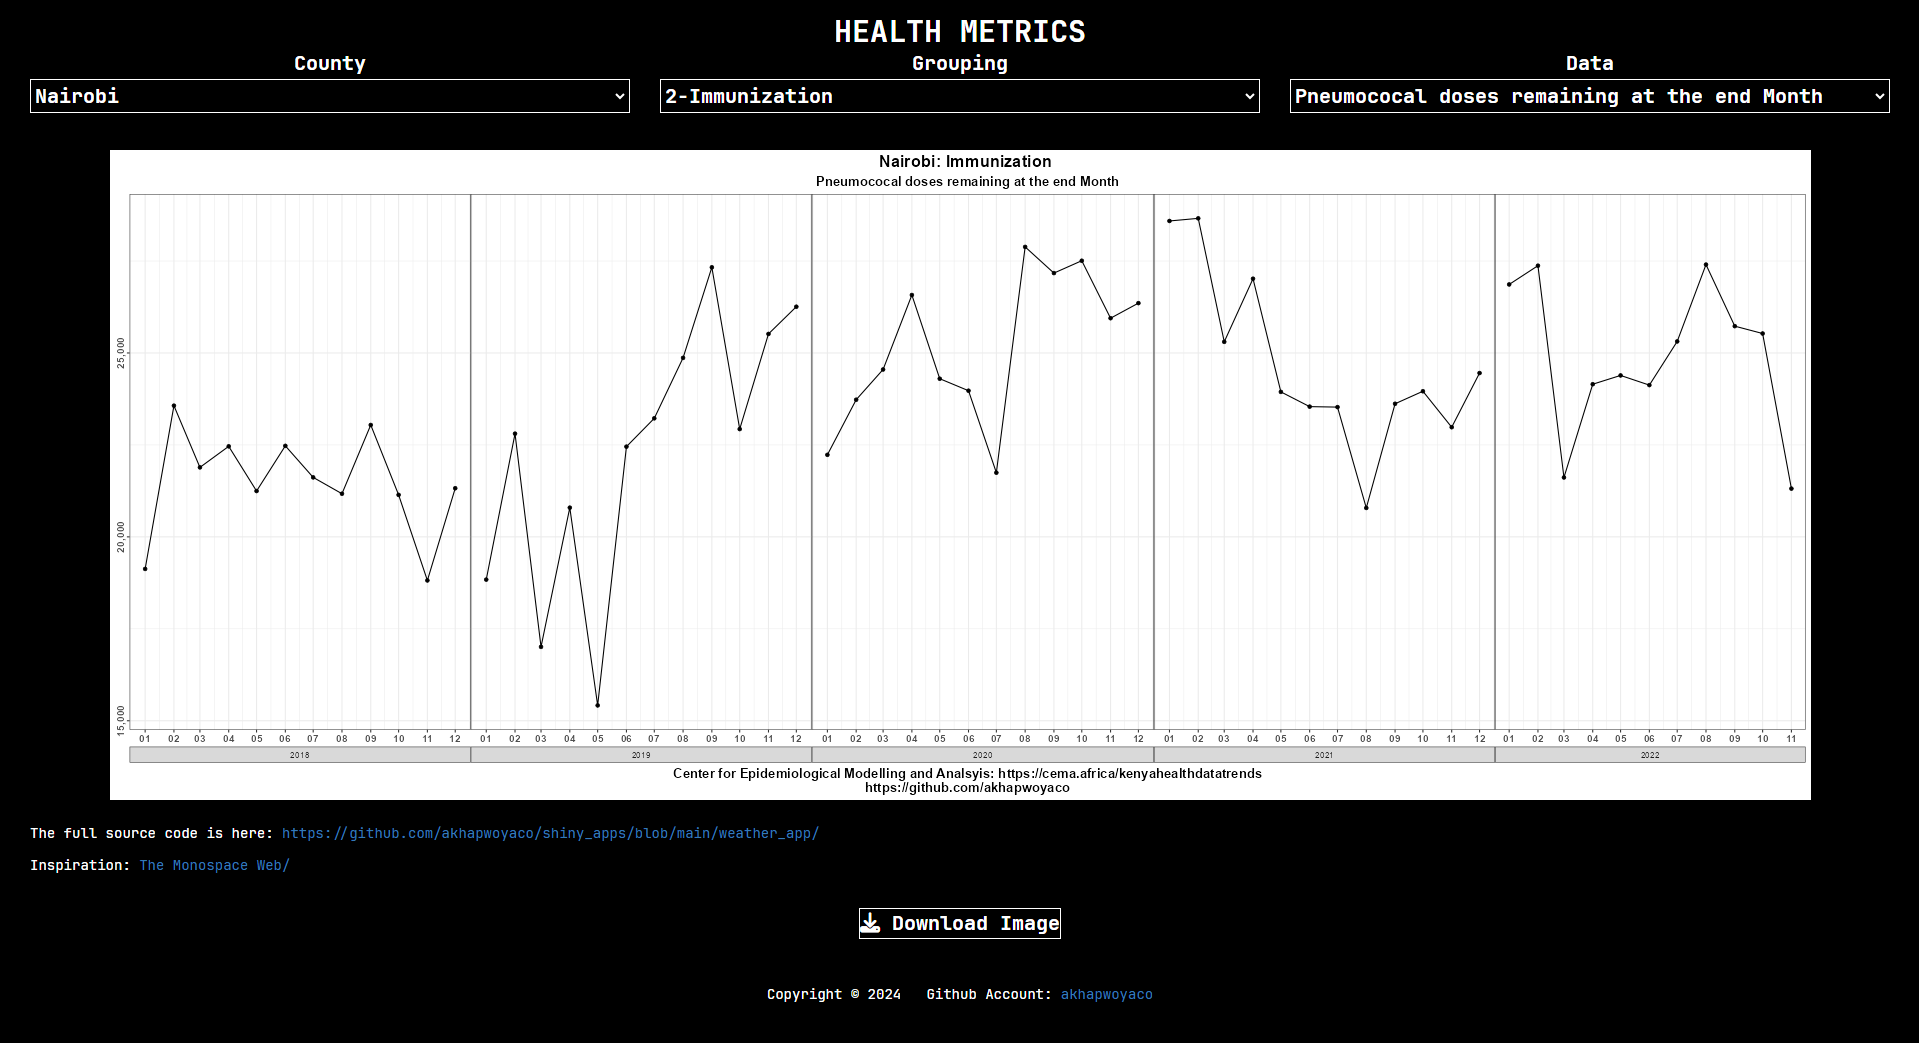 HEALTH METRICS
County Grouping Data
Nairobi 2-Immunization Pneumococal doses remaining at the end Month
Nairobi: Immunization
Pneumococal doses remaining at the end Month
25,000
20,000
15,000
01 02 03 04 05 06 07 08 09 10 11 12 01 02 03 04 05 06 07 08 09 10 11 12 01 02 03 04 05 06 07 08 09 10 11 12 01 02 03 04 05 06 07 08 09 10 11 12 01 02 03 04 05 06 07 08 09 10 11
2018 2019 2020 2021 2022
Center for Epidemiological Modelling and Analsyis: https://cema.africa/kenyahealthdatatrends
https://github.com/akhapwoyaco
The full source code is here: https://github.com/akhapwoyaco/shiny_apps/blob/main/weather_app/
Inspiration: The Monospace Web/
Download Image
Copyright © 2024 Github Account: akhapwoyaco